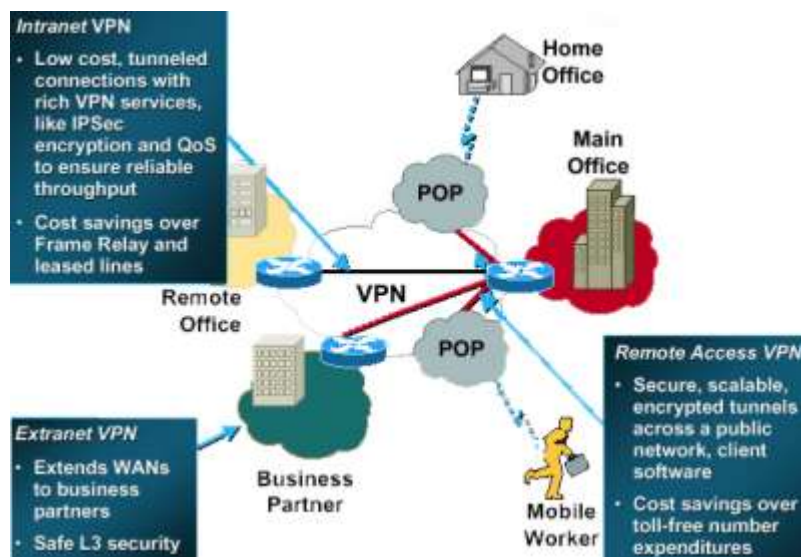 Intranet VPN
• Low cost, tunneled
connections with
rich VPN services,
like IPSec
encryption and QoS
to ensure reliable
throughput
• Cost savings over
Frame Relay and
leased lines
Home
Office
Main
Office
POP
VPN
Remote
Office
POP
Business
Partner
Mobile
Worker
Extranet VPN
• Extends WANs
to business
partners
• Safe L3 security
Remote Access VPN
• Secure, scalable,
encrypted tunnels
across a public
network, client
software
• Cost savings over
toll-free number
expenditures